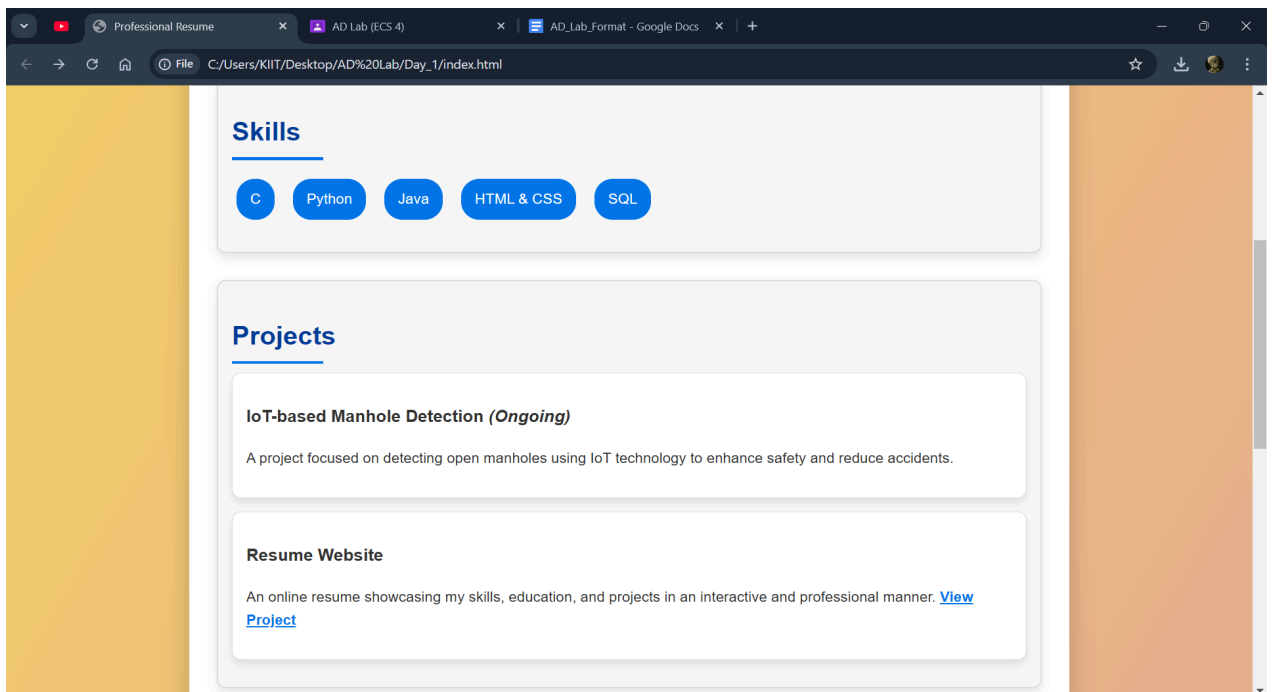 Professional Resume
AD Lab (ECS 4)
AD_Lab_Format - Google Docs
File C:/Users/KIIT/Desktop/AD%20Lab/Day_1/index.html
Skills
C Python Java HTML & CSS SQL
Projects
IoT-based Manhole Detection (Ongoing)
A project focused on detecting open manholes using IoT technology to enhance safety and reduce accidents.
Resume Website
An online resume showcasing my skills, education, and projects in an interactive and professional manner. View
Project